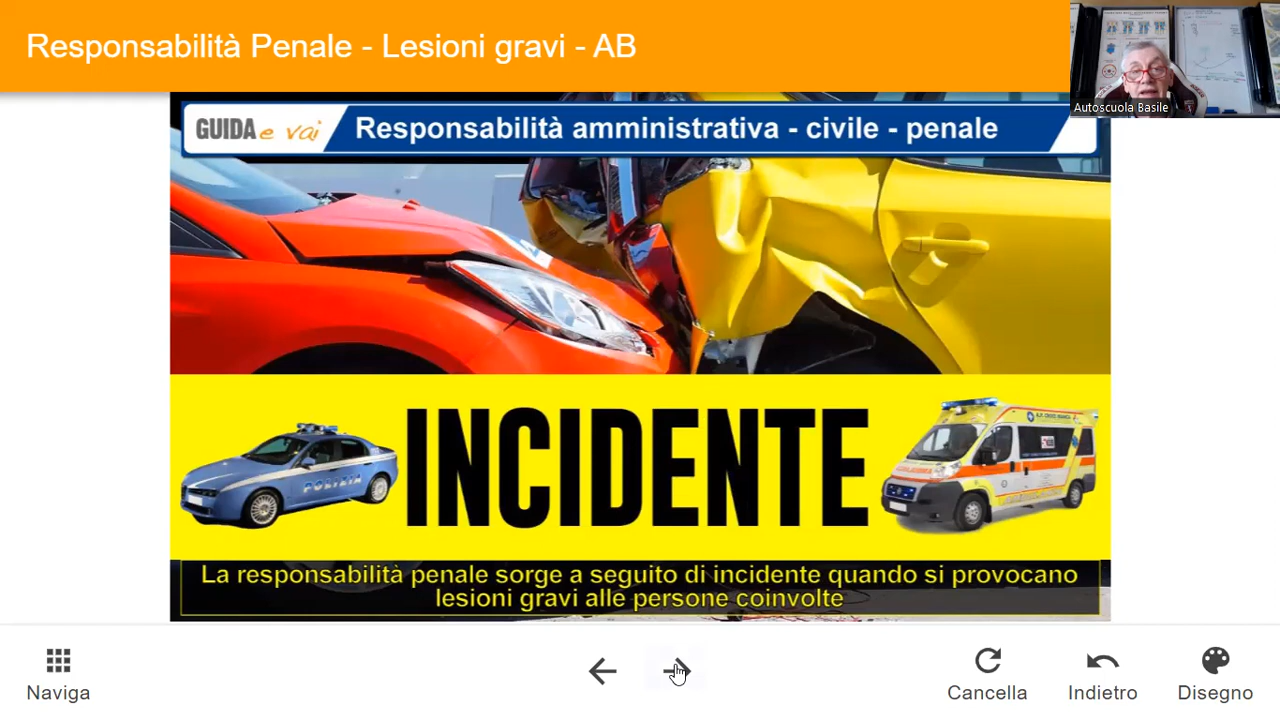 Responsabilità Penale - Lesioni gravi - AB
Autoscuola Basile
GUIDA e vai
Responsabilità amministrativa - civile - penale
POLIZIA
INCIDENTE
La responsabilità penale sorge a seguito di incidente quando si provocano
lesioni gravi alle persone coinvolte
Naviga
Cancella
Indietro
Disegno